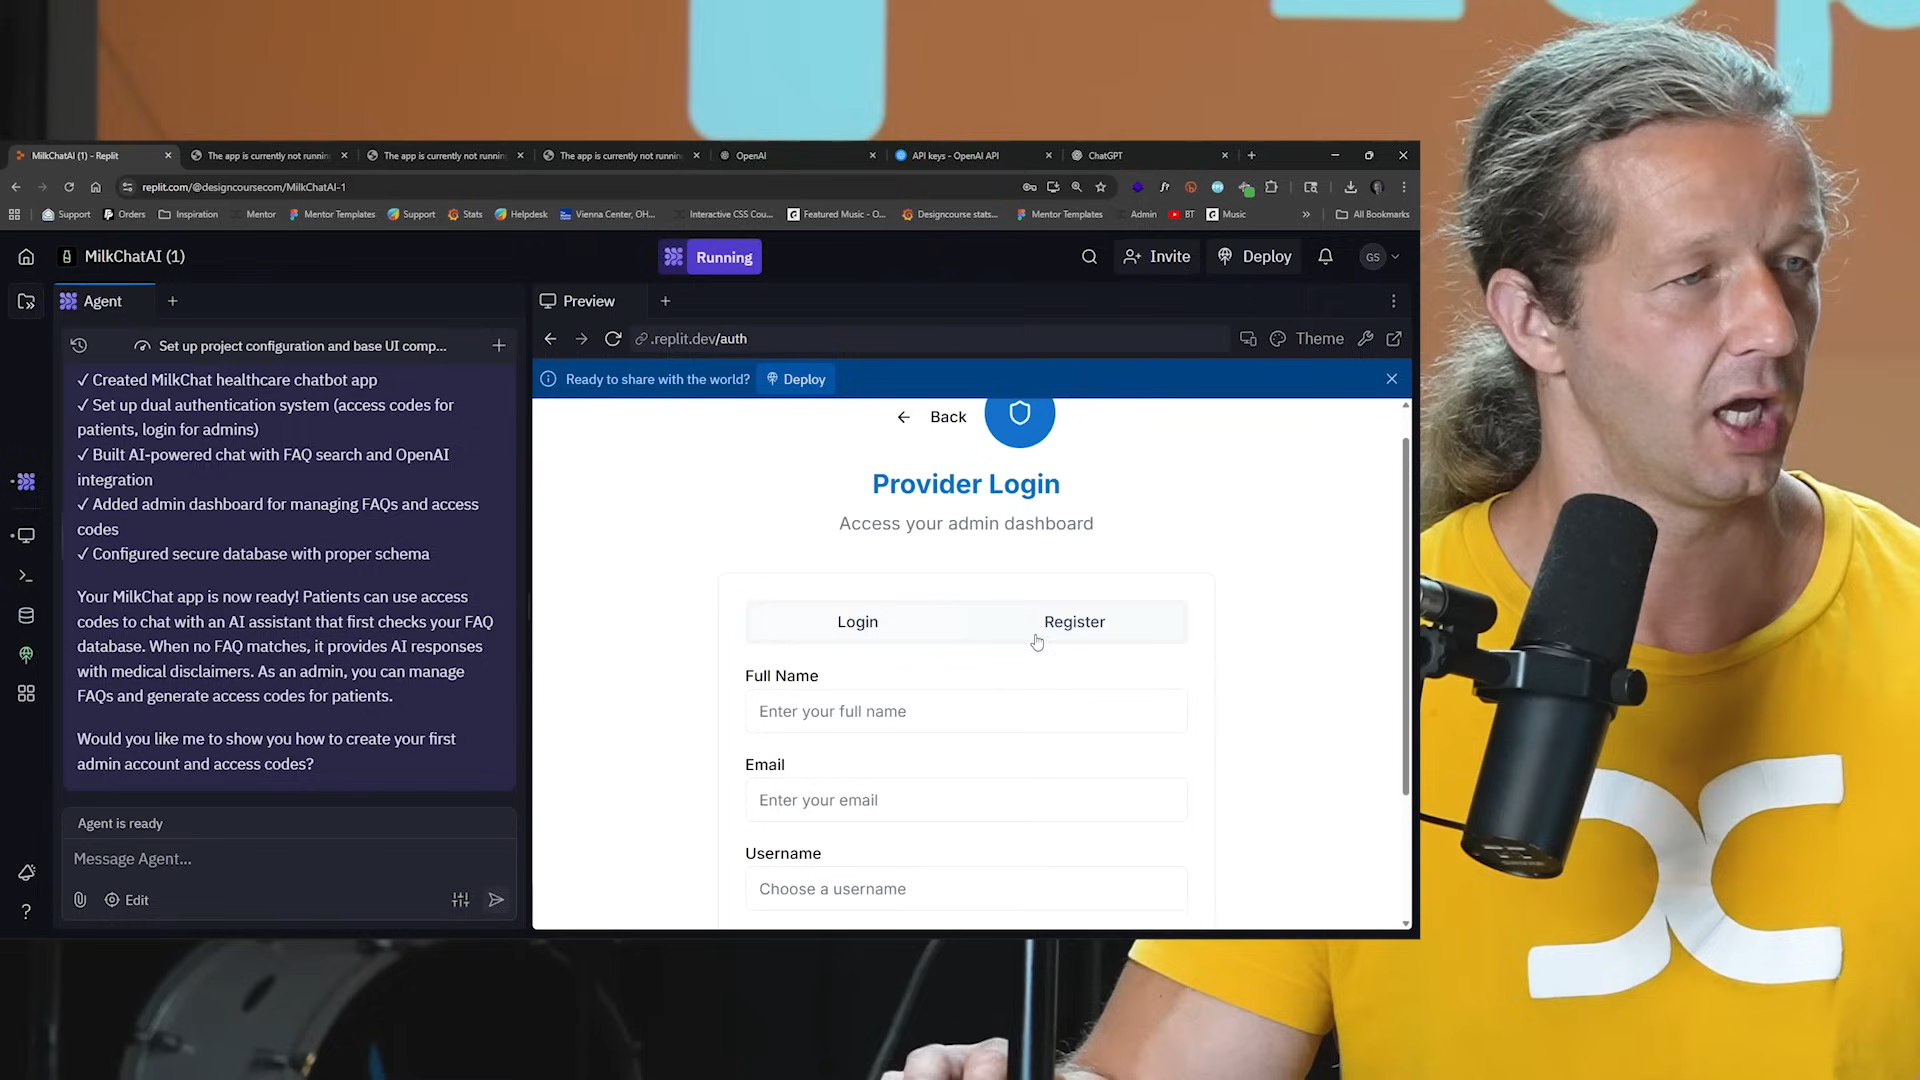 MilkChatAI (1) - Replit
The app is currently not runnin
The app is currently not runnin
The app is currently not runnin
OpenAI
API keys - OpenAI API
ChatGPT
replit.com/@designcoursecom/MilkChatAI-1
Support
Orders
Inspiration
Mentor
Mentor Templates
Support
Stats
Helpdesk
Vienna Center, OH...
Interactive CSS Cou...
Featured Music - O...
Designcourse stats...
Mentor Templates
Admin
BT
Music
All Bookmarks
MilkChatAI (1)
Running
Invite
Deploy
GS
Agent
Preview
Set up project configuration and base UI comp...
.replit.dev/auth
Theme
Ready to share with the world?
Deploy
✓ Created MilkChat healthcare chatbot app
✓ Set up dual authentication system (access codes for
patients, login for admins)
✓ Built AI-powered chat with FAQ search and OpenAI
integration
✓ Added admin dashboard for managing FAQs and access
codes
✓ Configured secure database with proper schema
Your MilkChat app is now ready! Patients can use access
codes to chat with an AI assistant that first checks your FAQ
database. When no FAQ matches, it provides AI responses
with medical disclaimers. As an admin, you can manage
FAQs and generate access codes for patients.
Would you like me to show you how to create your first
admin account and access codes?
Agent is ready
Message Agent...
Edit
Back
Provider Login
Access your admin dashboard
Login
Register
Full Name
Enter your full name
Email
Enter your email
Username
Choose a username